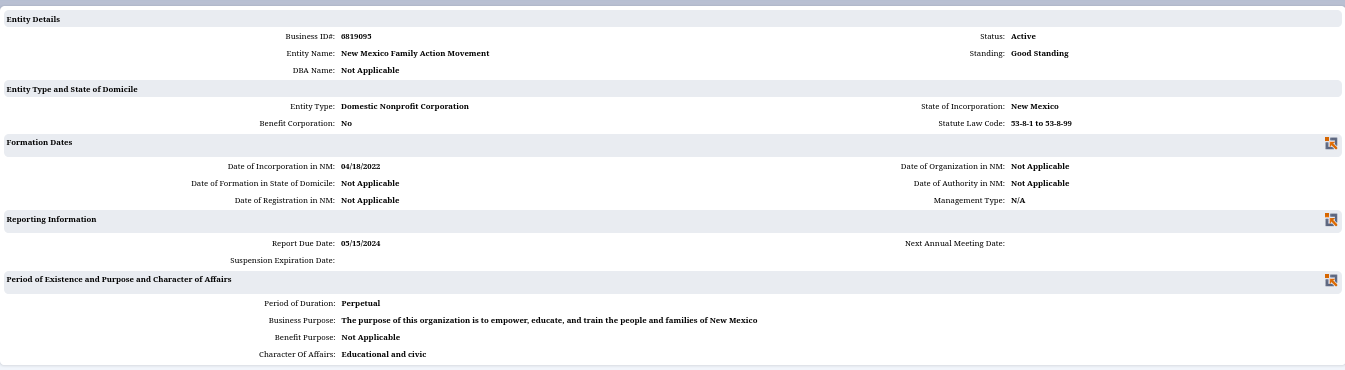 Entity Details
Business ID#: 6819095 Status: Active
Entity Name: New Mexico Family Action Movement Standing: Good Standing
DBA Name: Not Applicable
Entity Type and State of Domicile
Entity Type: Domestic Nonprofit Corporation State of Incorporation: New Mexico
Benefit Corporation: No Statute Law Code: 53-8-1 to 53-8-99
Formation Dates
Date of Incorporation in NM: 04/18/2022 Date of Organization in NM: Not Applicable
Date of Formation in State of Domicile: Not Applicable Date of Authority in NM: Not Applicable
Date of Registration in NM: Not Applicable Management Type: N/A
Reporting Information
Report Due Date: 05/15/2024 Next Annual Meeting Date:
Suspension Expiration Date:
Period of Existence and Purpose and Character of Affairs
Period of Duration: Perpetual
Business Purpose: The purpose of this organization is to empower, educate, and train the people and families of New Mexico
Benefit Purpose: Not Applicable
Character Of Affairs: Educational and civic